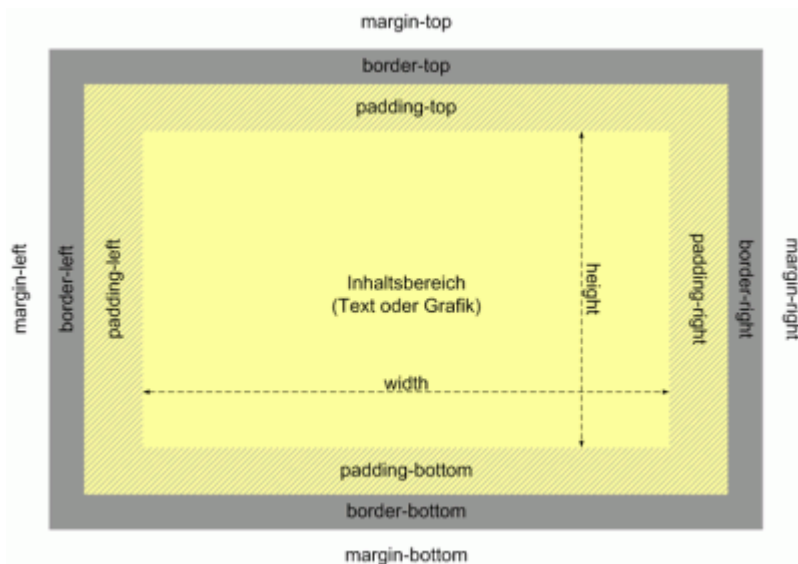 margin-top
border-top
padding-top
margin-left
border-left
padding-left
Inhaltsbereich
(Text oder Grafik)
height
padding-right
border-right
margin-right
width
padding-bottom
border-bottom
margin-bottom